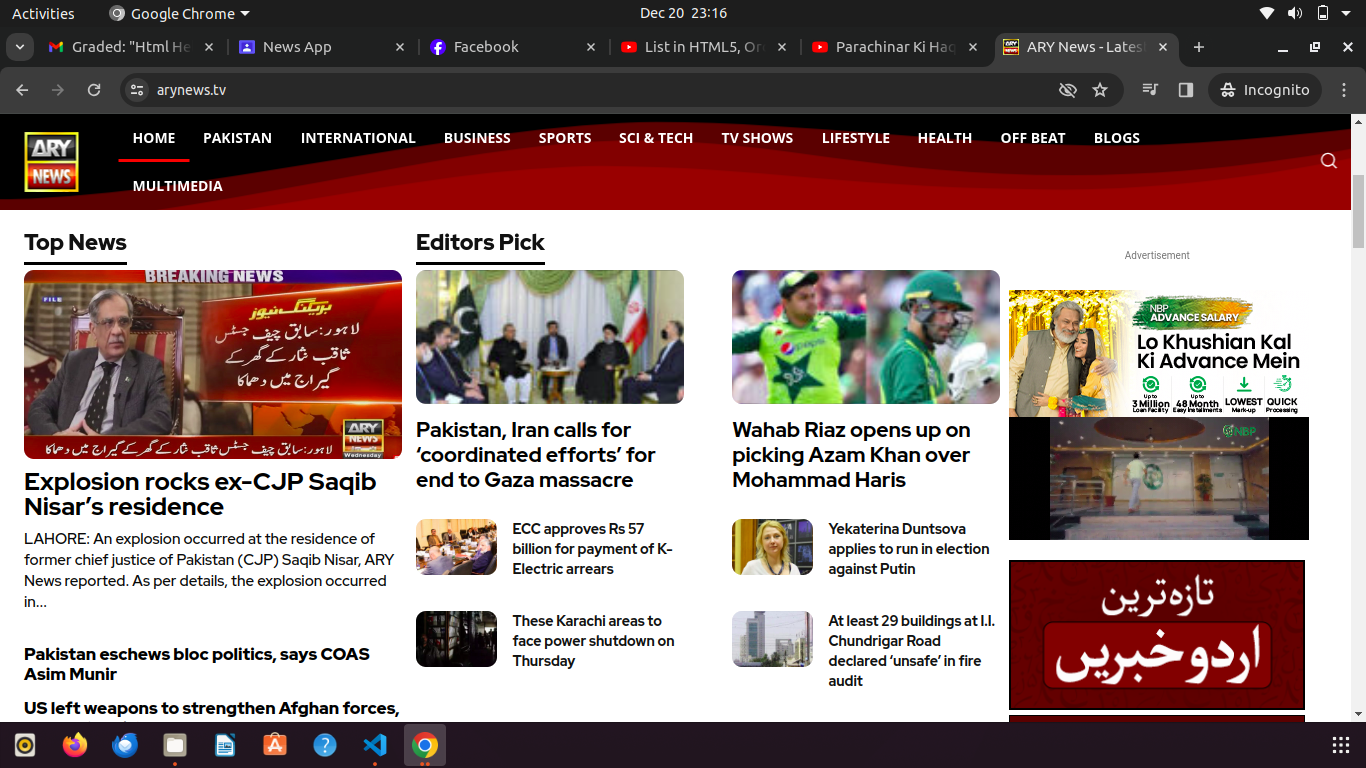 Activities
Google Chrome
Dec 20 23:16
Graded: "Html He
News App
Facebook
List in HTML5, Or
Parachinar Ki Haq
ARY News - Lates
arynews.tv
Incognito
ARY
NEWS
HOME
PAKISTAN
INTERNATIONAL
BUSINESS
SPORTS
SCI & TECH
TV SHOWS
LIFESTYLE
HEALTH
OFF BEAT
BLOGS
MULTIMEDIA
Top News
BREAKING NEWS
FILE
بریکنگ نیوز
لاہور:سابق چیف جسٹس
ثاقب نثار کے گھر کے
گیراج میں دھماکا
لاہور:سابق چیف جسٹس ثاقب نثار کے گھر کے گیراج میں دھماکا
ARY
NEWS
Wednesday
Explosion rocks ex-CJP Saqib
Nisar’s residence
LAHORE: An explosion occurred at the residence of
former chief justice of Pakistan (CJP) Saqib Nisar, ARY
News reported. As per details, the explosion occurred
in...
Pakistan eschews bloc politics, says COAS
Asim Munir
US left weapons to strengthen Afghan forces,
Editors Pick
Pakistan, Iran calls for
‘coordinated efforts’ for
end to Gaza massacre
ECC approves Rs 57
billion for payment of K-
Electric arrears
These Karachi areas to
face power shutdown on
Thursday
pepsi
Wahab Riaz opens up on
picking Azam Khan over
Mohammad Haris
Yekaterina Duntsova
applies to run in election
against Putin
At least 29 buildings at I.I.
Chundrigar Road
declared ‘unsafe’ in fire
audit
Advertisement
NBP
ADVANCE SALARY
Lo Khushian Kal
Ki Advance Mein
Up to
3 Million
Loan Facility
Up to
48 Month
Easy Installments
LOWEST
Mark-up
QUICK
Processing
NBP
تازہ ترین
اردو خبریں